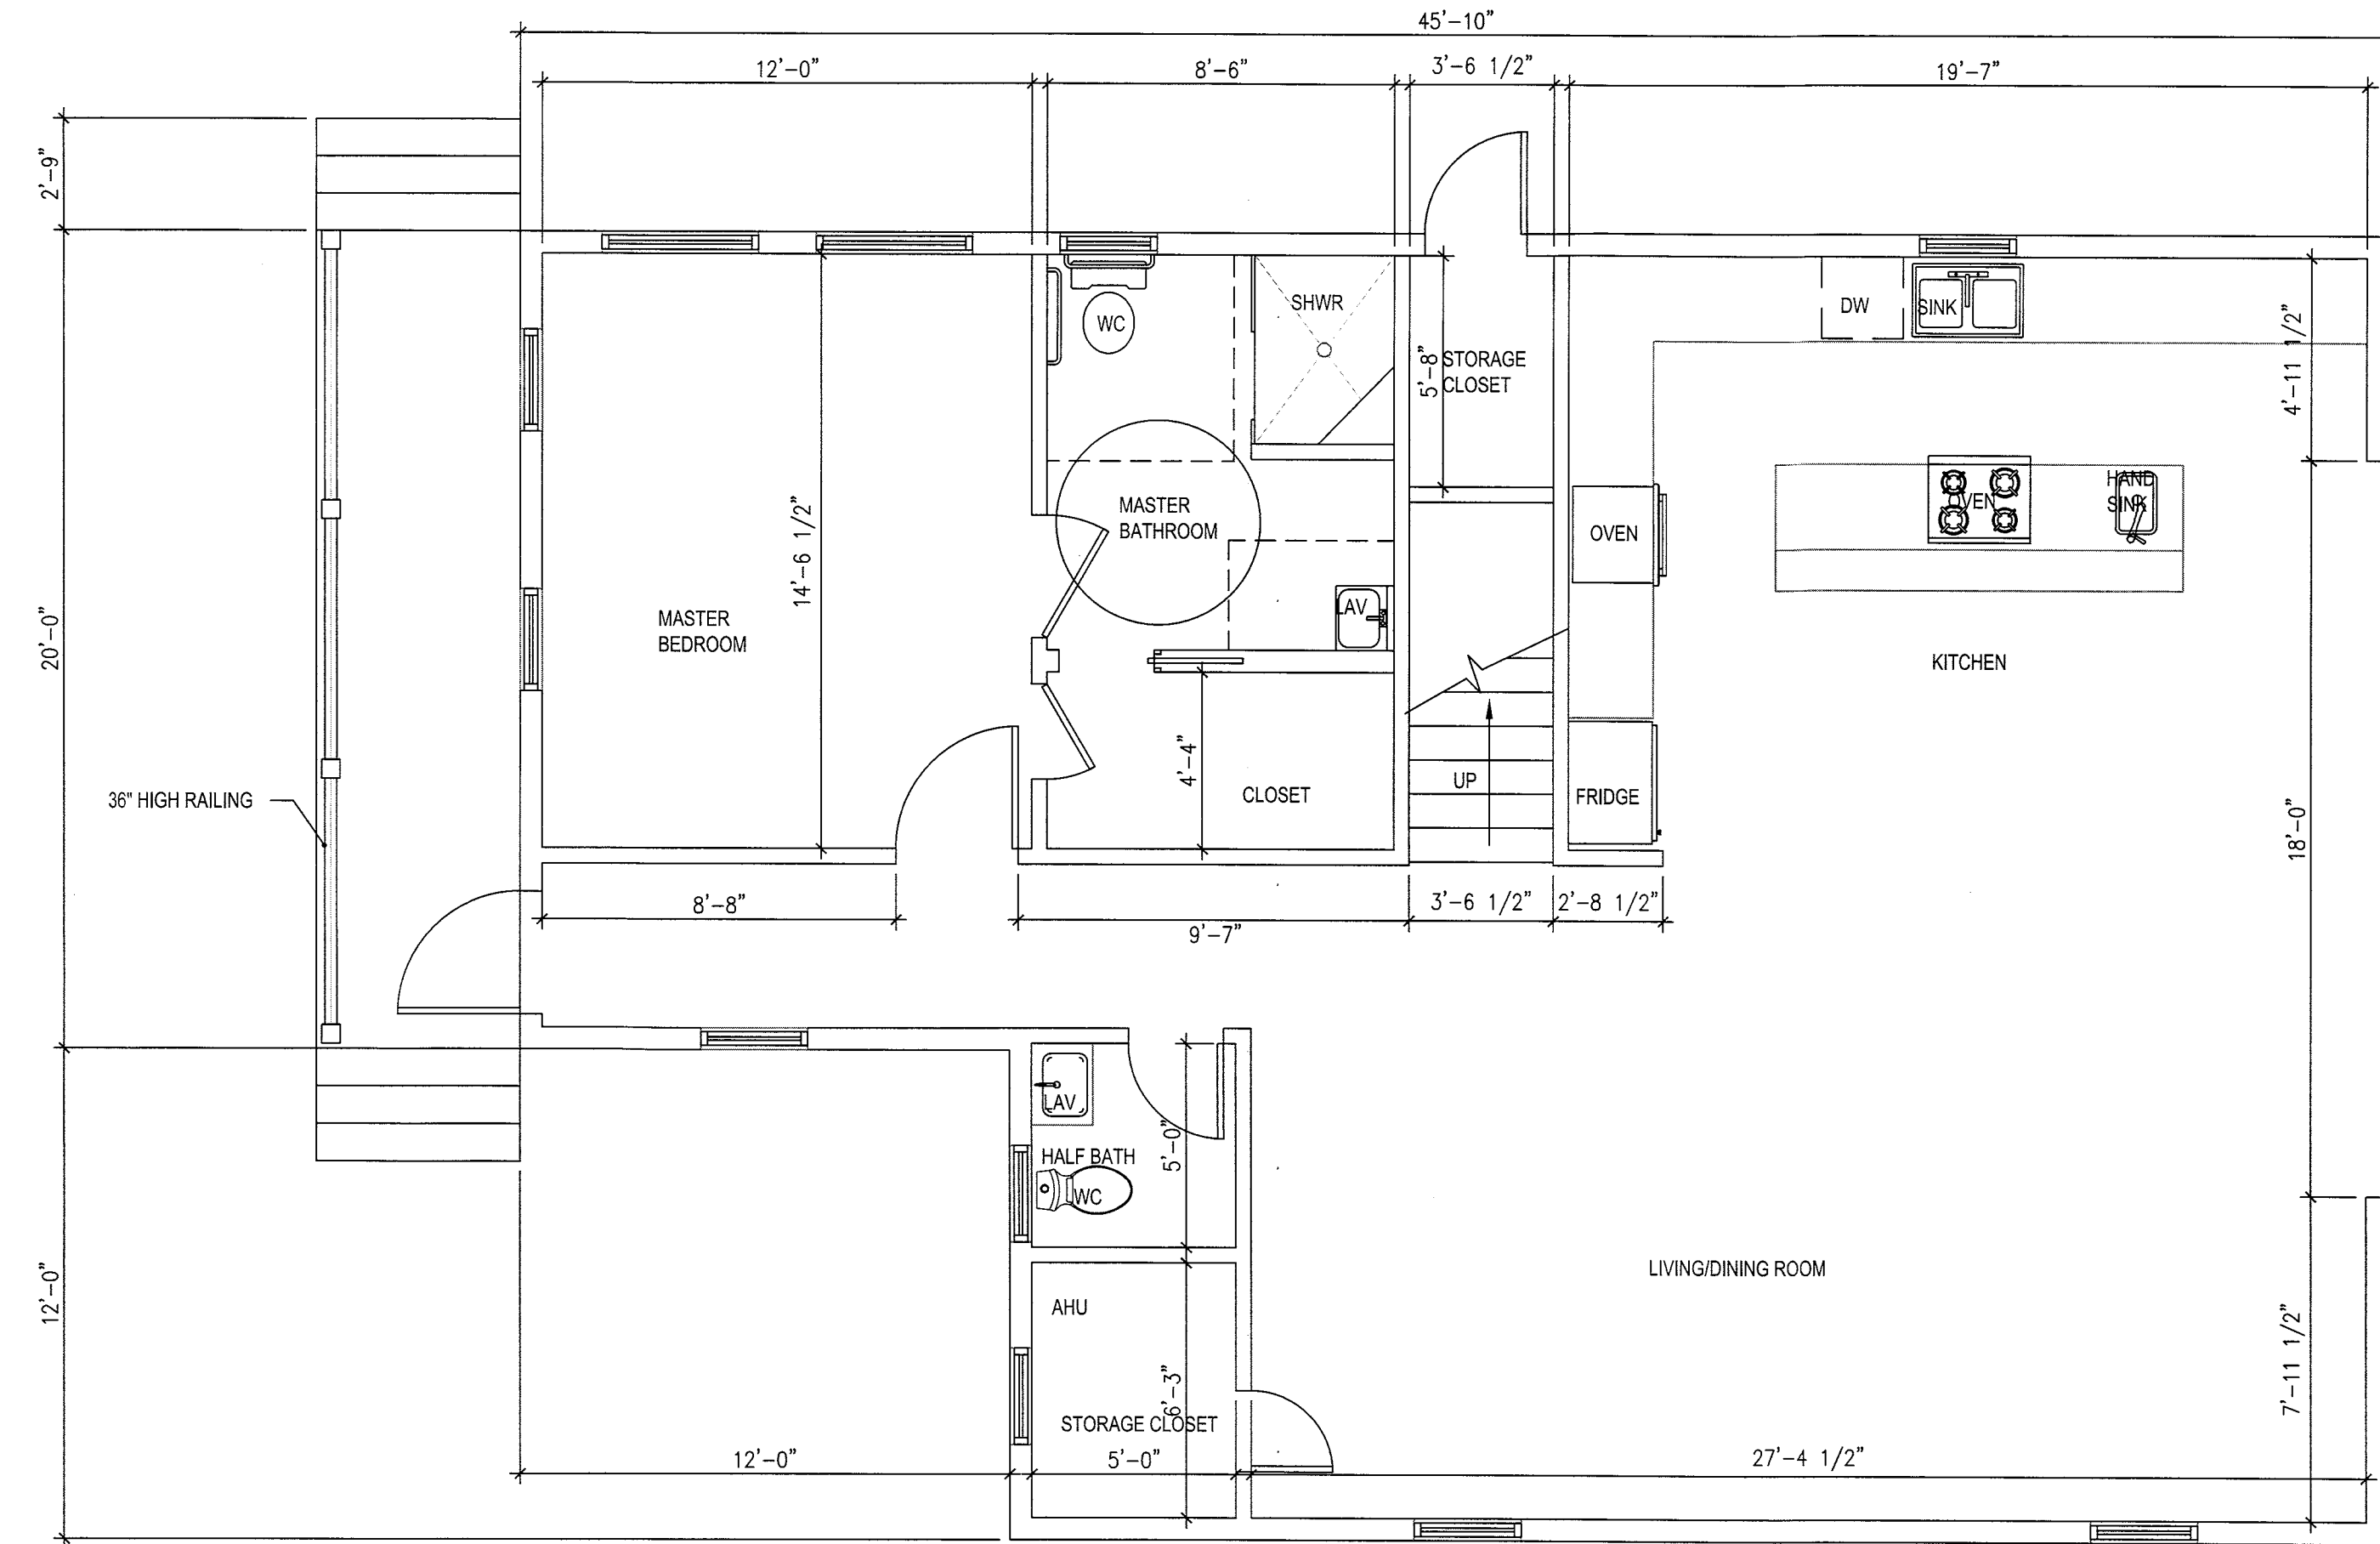 45'-10"
12'-0"
8'-6"
3'-6 1/2"
19'-7"
2'-9"
SHWR
WC
DW
SINK
5'-8"
STORAGE
CLOSET
4'-11 1/2"
14'-6 1/2"
MASTER
BATHROOM
OVEN
OVEN
HAND
SINK
20'-0"
MASTER
BEDROOM
LAV
KITCHEN
36" HIGH RAILING
4'-4"
CLOSET
UP
FRIDGE
18'-0"
8'-8"
9'-7"
3'-6 1/2"
2'-8 1/2"
LAV
HALF BATH
WC
5'-0"
12'-0"
LIVING/DINING ROOM
AHU
6'-3"
STORAGE CLOSET
7'-11 1/2"
12'-0"
5'-0"
27'-4 1/2"